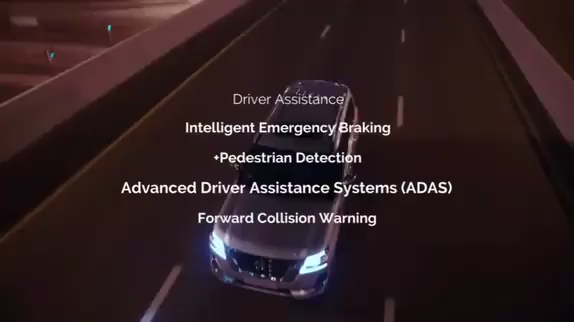 Driver Assistance
Intelligent Emergency Braking
+Pedestrian Detection
Advanced Driver Assistance Systems (ADAS)
Forward Collision Warning